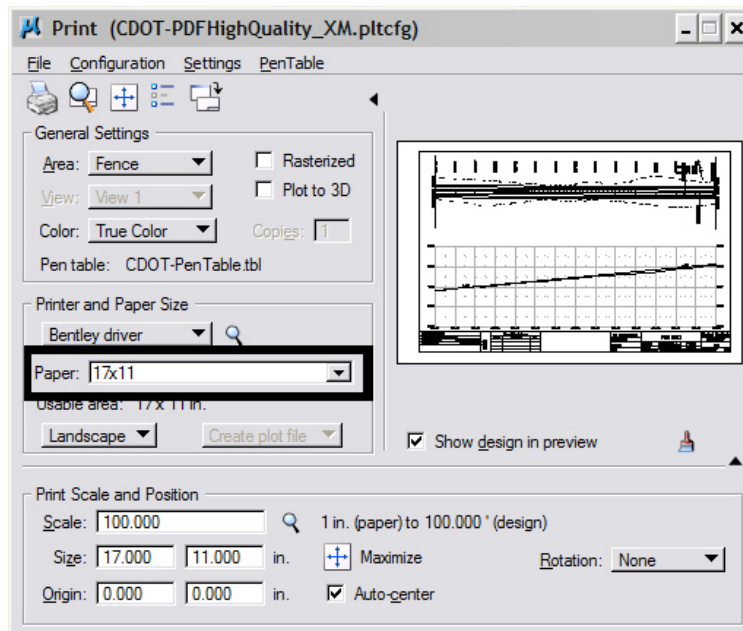 Print (CDOT-PDFHighQuality_XM.pltcfg)
File Configuration Settings PenTable
General Settings
Area: Fence
Rasterized
View: View 1
Plot to 3D
Color: True Color
Copies: 1
Pen table: CDOT-PenTable.tbl
Printer and Paper Size
Bentley driver
Paper: 17x11
Usable area: 17 x 11 in.
Landscape
Create plot file
Show design in preview
Print Scale and Position
Scale: 100.000
1 in. (paper) to 100.000 ' (design)
Size: 17.000 11.000 in.
Maximize
Rotation: None
Origin: 0.000 0.000 in.
Auto-center